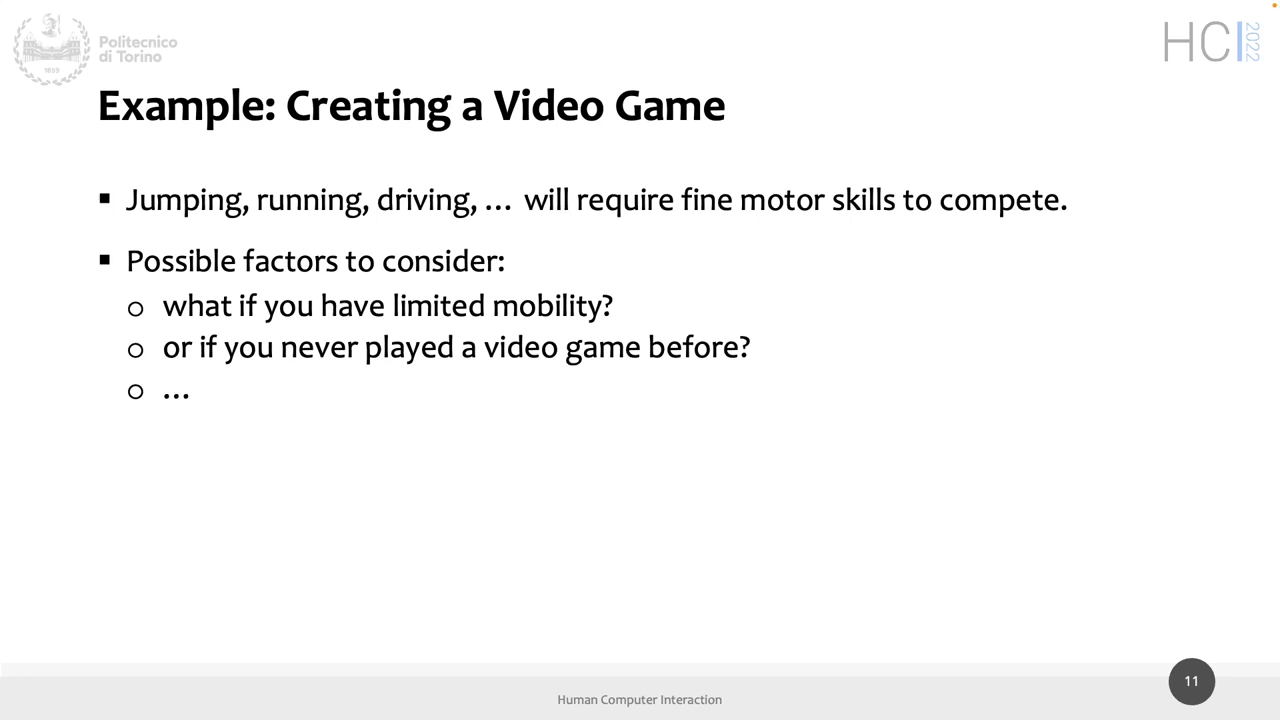 Politecnico
di Torino
1859
HCI 2022
Example: Creating a Video Game
▪ Jumping, running, driving, … will require fine motor skills to compete.
▪ Possible factors to consider:
o what if you have limited mobility?
o or if you never played a video game before?
o …
11
Human Computer Interaction